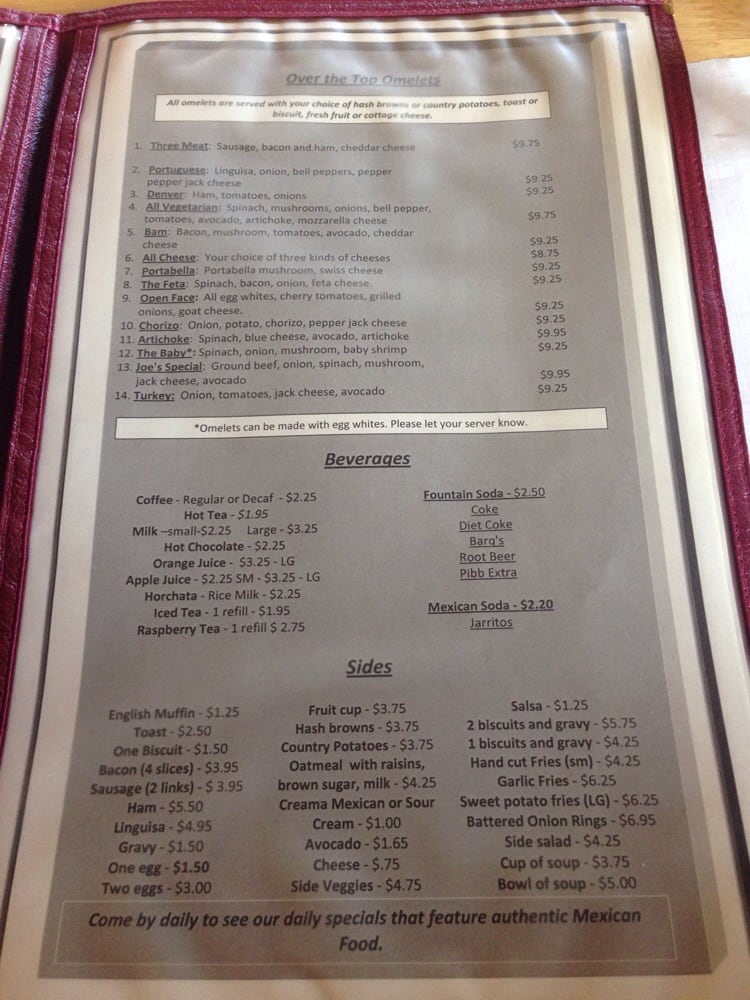 Over the Top Omelets
All omelets are served with your choice of hash browns or country potatoes, toast or
biscuit, fresh fruit or cottage cheese.
1. Three Meat: Sausage, bacon and ham, cheddar cheese $9.75
2. Portuguese: Linguisa, onion, bell peppers, pepper
pepper jack cheese $9.25
3. Denver: Ham, tomatoes, onions $9.25
4. All Vegetarian: Spinach, mushrooms, onions, bell pepper,
tomatoes, avocado, artichoke, mozzarella cheese $9.75
5. Bam: Bacon, mushroom, tomatoes, avocado, cheddar
cheese $9.25
6. All Cheese: Your choice of three kinds of cheeses $8.75
7. Portabella: Portabella mushroom, swiss cheese $9.25
8. The Feta: Spinach, bacon, onion, feta cheese. $9.25
9. Open Face: All egg whites, cherry tomatoes, grilled
onions, goat cheese. $9.25
10. Chorizo: Onion, potato, chorizo, pepper jack cheese $9.25
11. Artichoke: Spinach, blue cheese, avocado, artichoke $9.95
12. The Baby*: Spinach, onion, mushroom, baby shrimp $9.25
13. Joe's Special: Ground beef, onion, spinach, mushroom,
jack cheese, avocado $9.95
14. Turkey: Onion, tomatoes, jack cheese, avocado $9.25
*Omelets can be made with egg whites. Please let your server know.
Beverages
Coffee - Regular or Decaf - $2.25
Hot Tea - $1.95
Milk –small-$2.25 Large - $3.25
Hot Chocolate - $2.25
Orange Juice - $3.25 - LG
Apple Juice - $2.25 SM - $3.25 - LG
Horchata - Rice Milk - $2.25
Iced Tea - 1 refill - $1.95
Raspberry Tea - 1 refill $ 2.75
Fountain Soda - $2.50
Coke
Diet Coke
Barq's
Root Beer
Pibb Extra
Mexican Soda - $2.20
Jarritos
Sides
English Muffin - $1.25
Toast - $2.50
One Biscuit - $1.50
Bacon (4 slices) - $3.95
Sausage (2 links) - $ 3.95
Ham - $5.50
Linguisa - $4.95
Gravy - $1.50
One egg - $1.50
Two eggs - $3.00
Fruit cup - $3.75
Hash browns - $3.75
Country Potatoes - $3.75
Oatmeal with raisins,
brown sugar, milk - $4.25
Creama Mexican or Sour
Cream - $1.00
Avocado - $1.65
Cheese - $.75
Side Veggies - $4.75
Salsa - $1.25
2 biscuits and gravy - $5.75
1 biscuits and gravy - $4.25
Hand cut Fries (sm) - $4.25
Garlic Fries - $6.25
Sweet potato fries (LG) - $6.25
Battered Onion Rings - $6.95
Side salad - $4.25
Cup of soup - $3.75
Bowl of soup - $5.00
Come by daily to see our daily specials that feature authentic Mexican
Food.